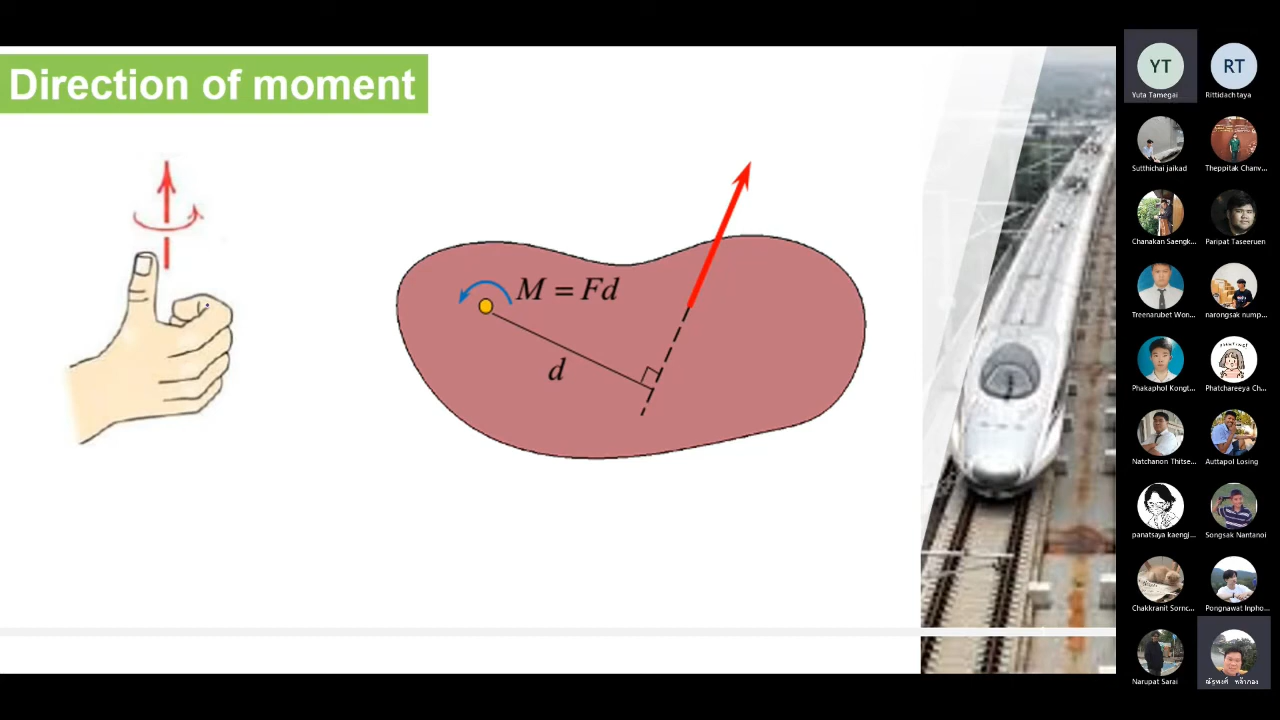 Direction of moment
M = Fd
d
YT
RT
Yuta Tamegai
Rittidach taya
Sutthichai jaikad
Theppitak Chanv...
Chanakan Saengk...
Paripat Taseeruen
Treenarubet Won...
narongsak nump...
Phakaphol Kongt...
Phatchareeya Ch...
Natchanon Thitse...
Auttapol Losing
panatsaya kaengj...
Songsak Nantanoi
Chakkranit Sornc...
Pongnawat Inpho...
Narupat Sarai